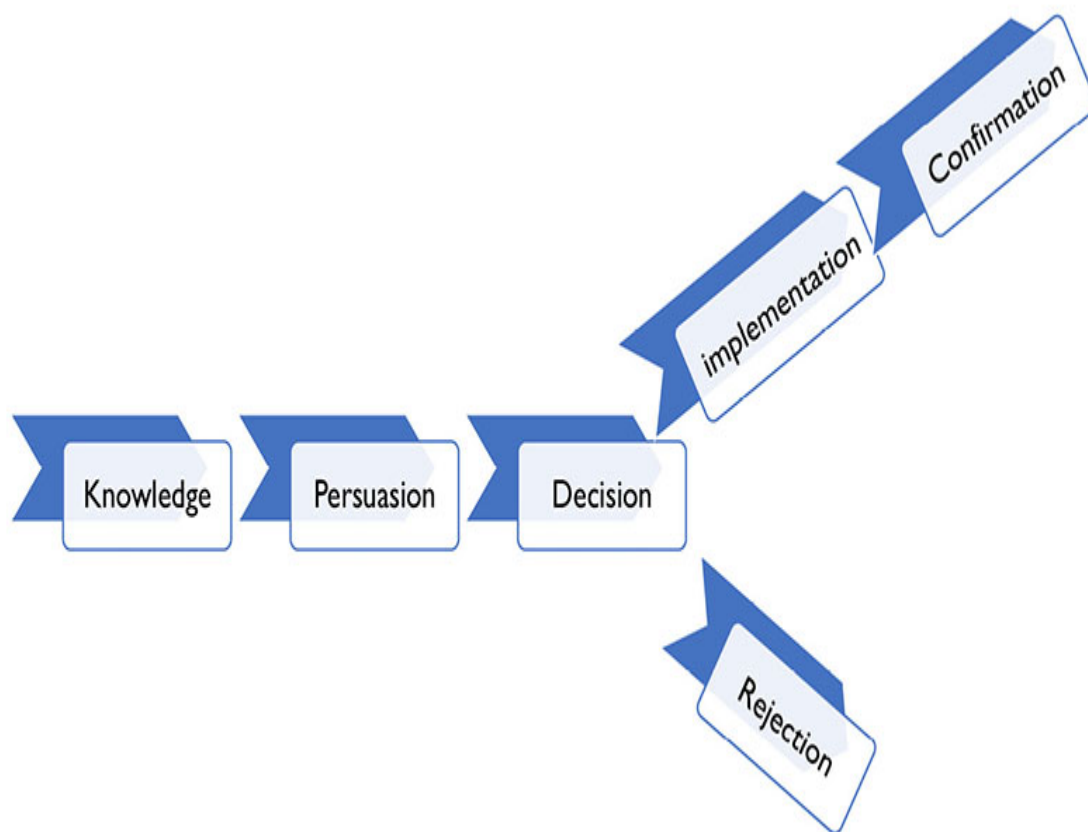 Knowledge
Persuasion
Decision
implementation
Confirmation
Rejection